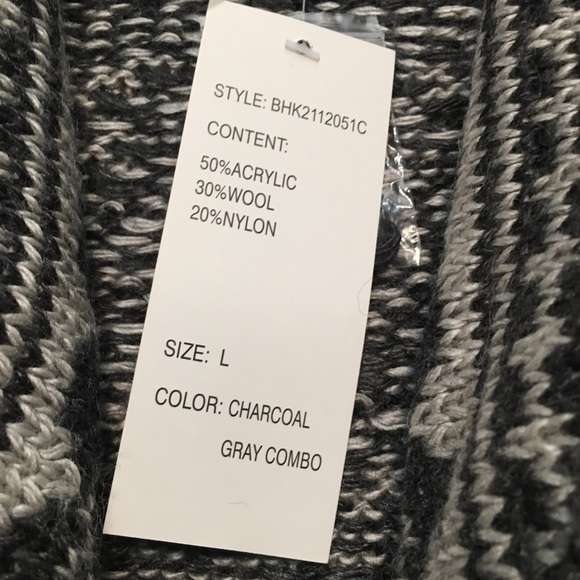 STYLE: BHK2112051C
CONTENT:
50%ACRYLIC
30%WOOL
20%NYLON
SIZE: L
COLOR: CHARCOAL
GRAY COMBO